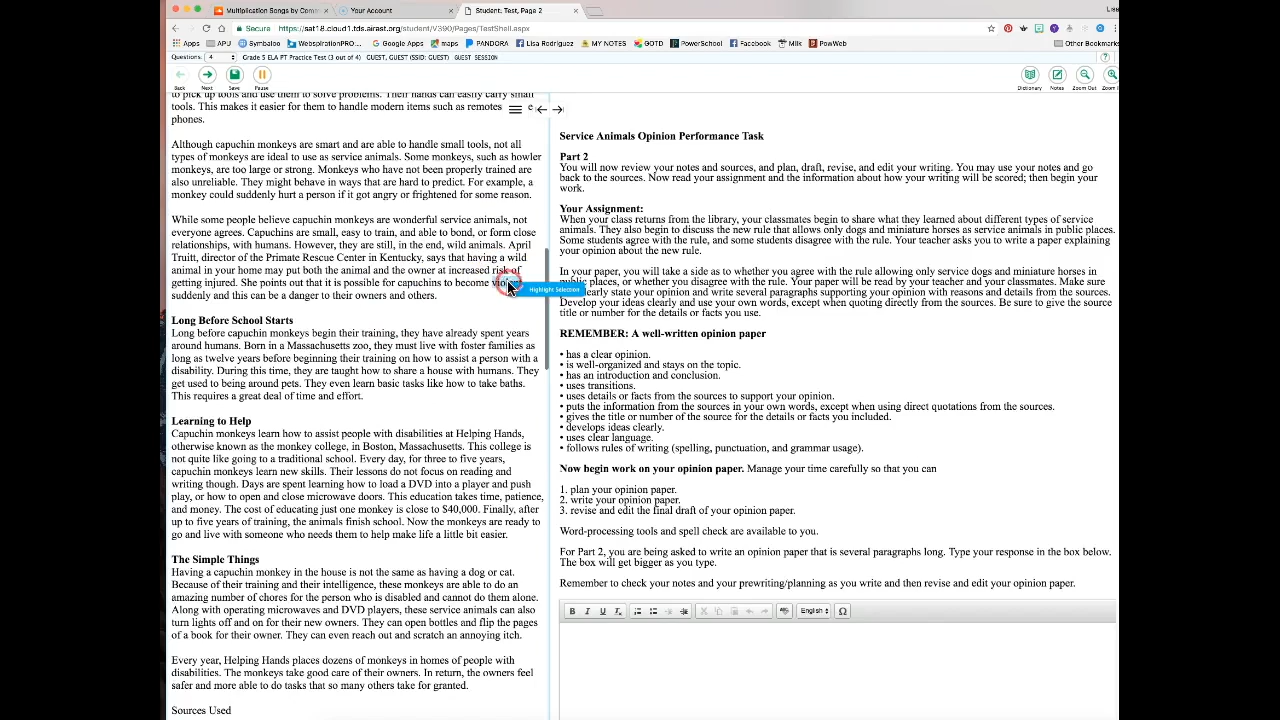 Multiplication Songs by Com
Your Account
Student: Test, Page 2
Lisa
Secure https://sat18.cloud1.tds.airast.org/student/V390/Pages/TestShell.aspx
Apps APU Symbaloo WebspirationPRO... Google Apps maps PANDORA Lisa Rodriguez MY NOTES GOTD PowerSchool Facebook Milk PowWeb Other Bookmarks
Questions: 4 Grade 5 ELA PT Practice Test (3 out of 4) GUEST, GUEST (SSID: GUEST) GUEST SESSION
Back Next Save Pause Dictionary Notes Zoom Out Zoom
to pick up tools and use them to solve problems. Their hands can easily carry small
tools. This makes it easier for them to handle modern items such as remotes
phones.
Although capuchin monkeys are smart and are able to handle small tools, not all
types of monkeys are ideal to use as service animals. Some monkeys, such as howler
monkeys, are too large or strong. Monkeys who have not been properly trained are
also unreliable. They might behave in ways that are hard to predict. For example, a
monkey could suddenly hurt a person if it got angry or frightened for some reason.
While some people believe capuchin monkeys are wonderful service animals, not
everyone agrees. Capuchins are small, easy to train, and able to bond, or form close
relationships, with humans. However, they are still, in the end, wild animals. April
Truitt, director of the Primate Rescue Center in Kentucky, says that having a wild
animal in your home may put both the animal and the owner at increased risk of
getting injured. She points out that it is possible for capuchins to become
Highlight Selection
suddenly and this can be a danger to their owners and others.
Long Before School Starts
Long before capuchin monkeys begin their training, they have already spent years
around humans. Born in a Massachusetts zoo, they must live with foster families as
long as twelve years before beginning their training on how to assist a person with a
disability. During this time, they are taught how to share a house with humans. They
get used to being around pets. They even learn basic tasks like how to take baths.
This requires a great deal of time and effort.
Learning to Help
Capuchin monkeys learn how to assist people with disabilities at Helping Hands,
otherwise known as the monkey college, in Boston, Massachusetts. This college is
not quite like going to a traditional school. Every day, for three to five years,
capuchin monkeys learn new skills. Their lessons do not focus on reading and
writing though. Days are spent learning how to load a DVD into a player and push
play, or how to open and close microwave doors. This education takes time, patience,
and money. The cost of educating just one monkey is close to $40,000. Finally, after
up to five years of training, the animals finish school. Now the monkeys are ready to
go and live with someone who needs them to help make life a little bit easier.
The Simple Things
Having a capuchin monkey in the house is not the same as having a dog or cat.
Because of their training and their intelligence, these monkeys are able to do an
amazing number of chores for the person who is disabled and cannot do them alone.
Along with operating microwaves and DVD players, these service animals can also
turn lights off and on for their new owners. They can open bottles and flip the pages
of a book for their owner. They can even reach out and scratch an annoying itch.
Every year, Helping Hands places dozens of monkeys in homes of people with
disabilities. The monkeys take good care of their owners. In return, the owners feel
safer and more able to do tasks that so many others take for granted.
Sources Used
Service Animals Opinion Performance Task
Part 2
You will now review your notes and sources, and plan, draft, revise, and edit your writing. You may use your notes and go
back to the sources. Now read your assignment and the information about how your writing will be scored; then begin your
work.
Your Assignment:
When your class returns from the library, your classmates begin to share what they learned about different types of service
animals. They also begin to discuss the new rule that allows only dogs and miniature horses as service animals in public places.
Some students agree with the rule, and some students disagree with the rule. Your teacher asks you to write a paper explaining
your opinion about the new rule.
In your paper, you will take a side as to whether you agree with the rule allowing only service dogs and miniature horses in
public places, or whether you disagree with the rule. Your paper will be read by your teacher and your classmates. Make sure
clearly state your opinion and write several paragraphs supporting your opinion with reasons and details from the sources.
Develop your ideas clearly and use your own words, except when quoting directly from the sources. Be sure to give the source
title or number for the details or facts you use.
REMEMBER: A well-written opinion paper
• has a clear opinion.
• is well-organized and stays on the topic.
• has an introduction and conclusion.
• uses transitions.
• uses details or facts from the sources to support your opinion.
• puts the information from the sources in your own words, except when using direct quotations from the sources.
• gives the title or number of the source for the details or facts you included.
• develops ideas clearly.
• uses clear language.
• follows rules of writing (spelling, punctuation, and grammar usage).
Now begin work on your opinion paper. Manage your time carefully so that you can
1. plan your opinion paper.
2. write your opinion paper.
3. revise and edit the final draft of your opinion paper.
Word-processing tools and spell check are available to you.
For Part 2, you are being asked to write an opinion paper that is several paragraphs long. Type your response in the box below.
The box will get bigger as you type.
Remember to check your notes and your prewriting/planning as you write and then revise and edit your opinion paper.
B I U Tx English Ω